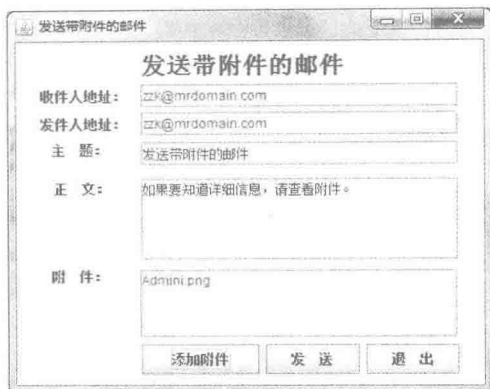 发送带附件的邮件
发送带附件的邮件
收件人地址: zzk@mrdomain.com
发件人地址: zzk@mrdomain.com
主 题: 发送带附件的邮件
正 文: 如果要知道详细信息，请查看附件。
附 件: Admini.png
添加附件 发 送 退 出